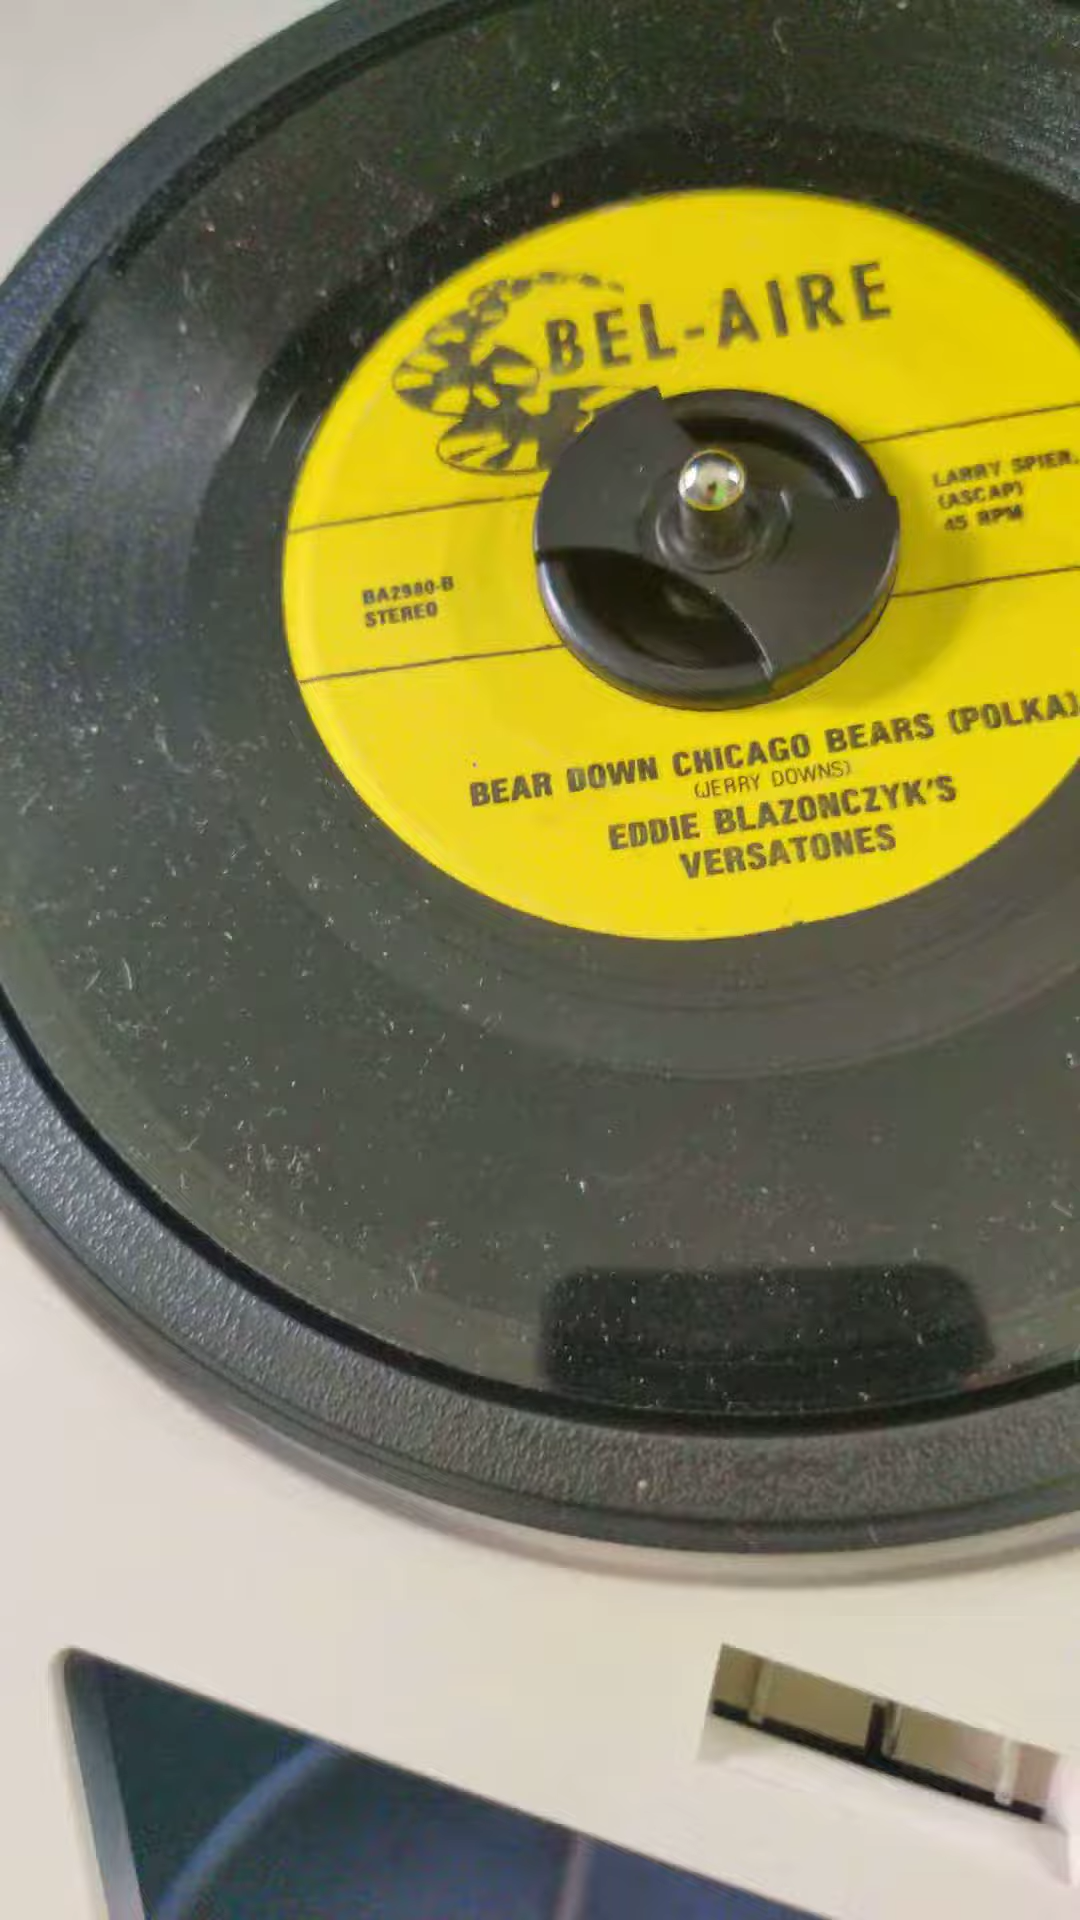 BEL-AIRE
LARRY SPIER,
(ASCAP)
45 RPM
BA2980-B
STEREO
BEAR DOWN CHICAGO BEARS (POLKA)
(JERRY DOWNS)
EDDIE BLAZONCZYK'S
VERSATONES